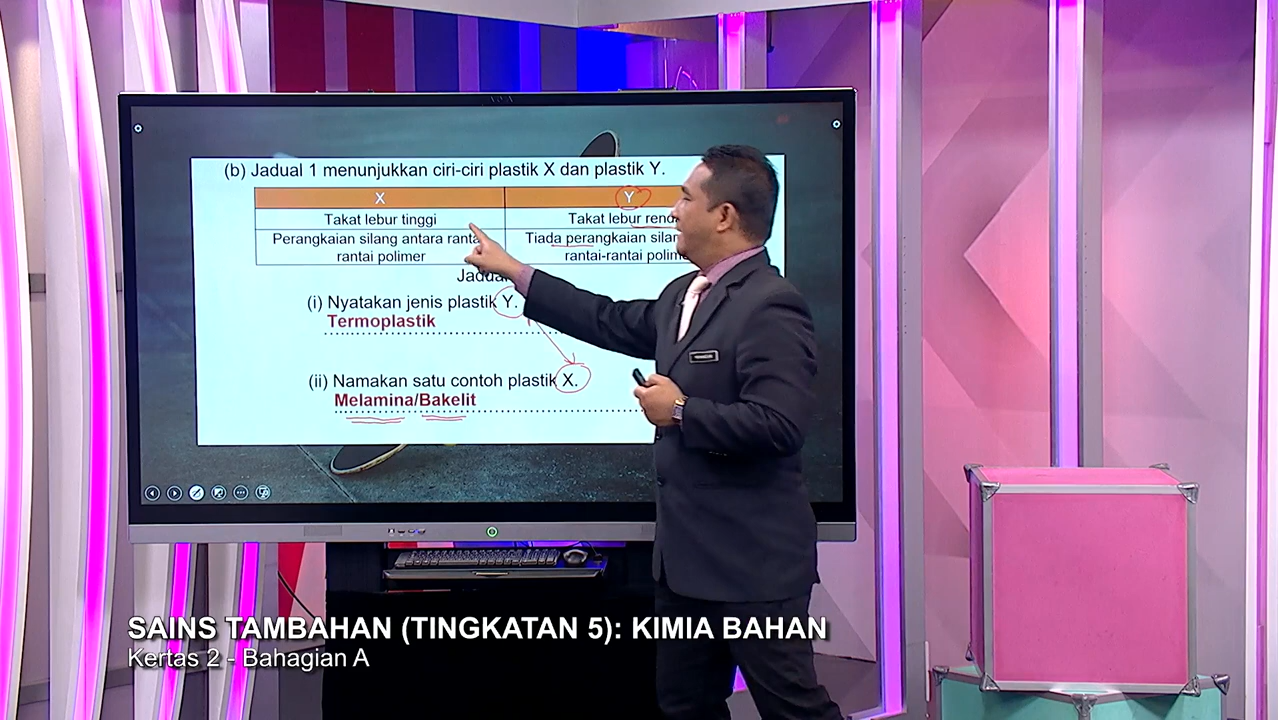 (b) Jadual 1 menunjukkan ciri-ciri plastik X dan plastik Y.
X
Y
Takat lebur tinggi
Takat lebur
Perangkaian silang antara
rantai polimer
Tiada perangkaian
rantai-rantai
(i) Nyatakan jenis plastik Y.
Termoplastik
(ii) Namakan satu contoh plastik X.
Melamina/Bakelit
SAINS TAMBAHAN (TINGKATAN 5): KIMIA BAHAN
Kertas 2 - Bahagian A